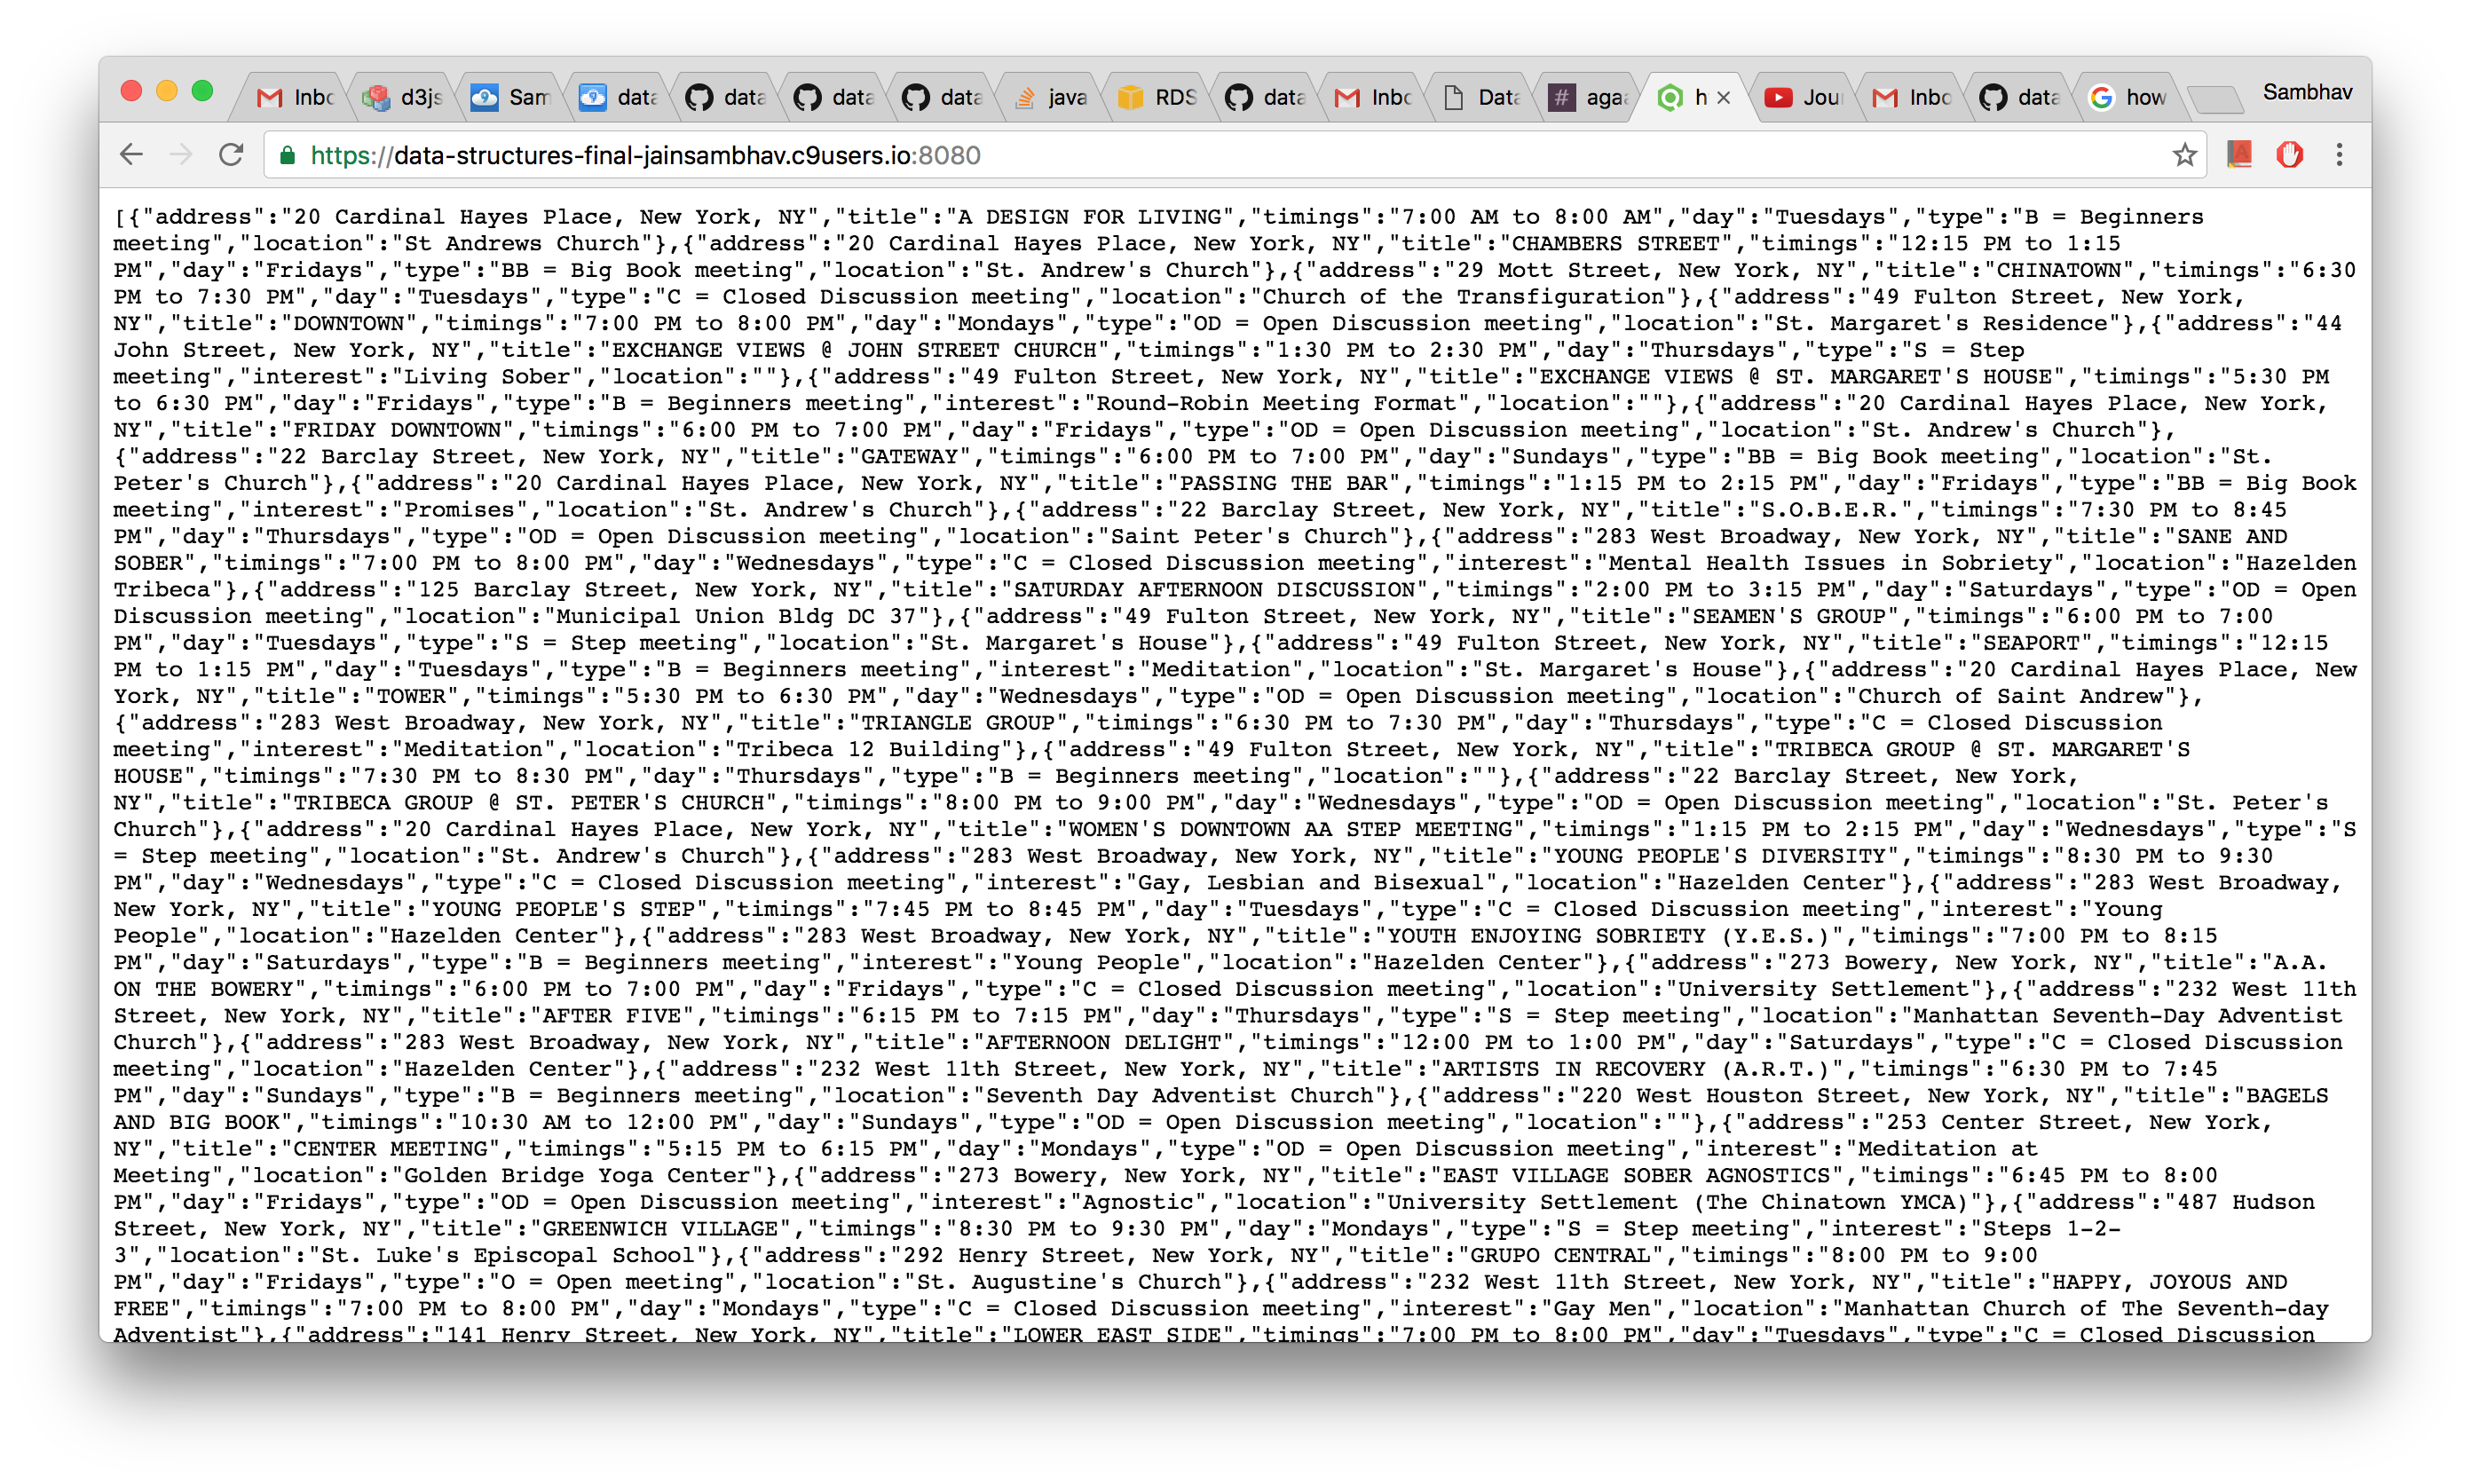 Inbo d3js Sam data data data data java RDS data Inbo Data agaa h Jou Inbo data how Sambhav
https://data-structures-final-jainsambhav.c9users.io:8080
[{"address":"20 Cardinal Hayes Place, New York, NY","title":"A DESIGN FOR LIVING","timings":"7:00 AM to 8:00 AM","day":"Tuesdays","type":"B = Beginners
meeting","location":"St Andrews Church"},{"address":"20 Cardinal Hayes Place, New York, NY","title":"CHAMBERS STREET","timings":"12:15 PM to 1:15
PM","day":"Fridays","type":"BB = Big Book meeting","location":"St. Andrew's Church"},{"address":"29 Mott Street, New York, NY","title":"CHINATOWN","timings":"6:30
PM to 7:30 PM","day":"Tuesdays","type":"C = Closed Discussion meeting","location":"Church of the Transfiguration"},{"address":"49 Fulton Street, New York,
NY","title":"DOWNTOWN","timings":"7:00 PM to 8:00 PM","day":"Mondays","type":"OD = Open Discussion meeting","location":"St. Margaret's Residence"},{"address":"44
John Street, New York, NY","title":"EXCHANGE VIEWS @ JOHN STREET CHURCH","timings":"1:30 PM to 2:30 PM","day":"Thursdays","type":"S = Step
meeting","interest":"Living Sober","location":""},{"address":"49 Fulton Street, New York, NY","title":"EXCHANGE VIEWS @ ST. MARGARET'S HOUSE","timings":"5:30 PM
to 6:30 PM","day":"Fridays","type":"B = Beginners meeting","interest":"Round-Robin Meeting Format","location":""},{"address":"20 Cardinal Hayes Place, New York,
NY","title":"FRIDAY DOWNTOWN","timings":"6:00 PM to 7:00 PM","day":"Fridays","type":"OD = Open Discussion meeting","location":"St. Andrew's Church"},
{"address":"22 Barclay Street, New York, NY","title":"GATEWAY","timings":"6:00 PM to 7:00 PM","day":"Sundays","type":"BB = Big Book meeting","location":"St.
Peter's Church"},{"address":"20 Cardinal Hayes Place, New York, NY","title":"PASSING THE BAR","timings":"1:15 PM to 2:15 PM","day":"Fridays","type":"BB = Big Book
meeting","interest":"Promises","location":"St. Andrew's Church"},{"address":"22 Barclay Street, New York, NY","title":"S.O.B.E.R.","timings":"7:30 PM to 8:45
PM","day":"Thursdays","type":"OD = Open Discussion meeting","location":"Saint Peter's Church"},{"address":"283 West Broadway, New York, NY","title":"SANE AND
SOBER","timings":"7:00 PM to 8:00 PM","day":"Wednesdays","type":"C = Closed Discussion meeting","interest":"Mental Health Issues in Sobriety","location":"Hazelden
Tribeca"},{"address":"125 Barclay Street, New York, NY","title":"SATURDAY AFTERNOON DISCUSSION","timings":"2:00 PM to 3:15 PM","day":"Saturdays","type":"OD = Open
Discussion meeting","location":"Municipal Union Bldg DC 37"},{"address":"49 Fulton Street, New York, NY","title":"SEAMEN'S GROUP","timings":"6:00 PM to 7:00
PM","day":"Tuesdays","type":"S = Step meeting","location":"St. Margaret's House"},{"address":"49 Fulton Street, New York, NY","title":"SEAPORT","timings":"12:15
PM to 1:15 PM","day":"Tuesdays","type":"B = Beginners meeting","interest":"Meditation","location":"St. Margaret's House"},{"address":"20 Cardinal Hayes Place, New
York, NY","title":"TOWER","timings":"5:30 PM to 6:30 PM","day":"Wednesdays","type":"OD = Open Discussion meeting","location":"Church of Saint Andrew"},
{"address":"283 West Broadway, New York, NY","title":"TRIANGLE GROUP","timings":"6:30 PM to 7:30 PM","day":"Thursdays","type":"C = Closed Discussion
meeting","interest":"Meditation","location":"Tribeca 12 Building"},{"address":"49 Fulton Street, New York, NY","title":"TRIBECA GROUP @ ST. MARGARET'S
HOUSE","timings":"7:30 PM to 8:30 PM","day":"Thursdays","type":"B = Beginners meeting","location":""},{"address":"22 Barclay Street, New York,
NY","title":"TRIBECA GROUP @ ST. PETER'S CHURCH","timings":"8:00 PM to 9:00 PM","day":"Wednesdays","type":"OD = Open Discussion meeting","location":"St. Peter's
Church"},{"address":"20 Cardinal Hayes Place, New York, NY","title":"WOMEN'S DOWNTOWN AA STEP MEETING","timings":"1:15 PM to 2:15 PM","day":"Wednesdays","type":"S
= Step meeting","location":"St. Andrew's Church"},{"address":"283 West Broadway, New York, NY","title":"YOUNG PEOPLE'S DIVERSITY","timings":"8:30 PM to 9:30
PM","day":"Wednesdays","type":"C = Closed Discussion meeting","interest":"Gay, Lesbian and Bisexual","location":"Hazelden Center"},{"address":"283 West Broadway,
New York, NY","title":"YOUNG PEOPLE'S STEP","timings":"7:45 PM to 8:45 PM","day":"Tuesdays","type":"C = Closed Discussion meeting","interest":"Young
People","location":"Hazelden Center"},{"address":"283 West Broadway, New York, NY","title":"YOUTH ENJOYING SOBRIETY (Y.E.S.)","timings":"7:00 PM to 8:15
PM","day":"Saturdays","type":"B = Beginners meeting","interest":"Young People","location":"Hazelden Center"},{"address":"273 Bowery, New York, NY","title":"A.A.
ON THE BOWERY","timings":"6:00 PM to 7:00 PM","day":"Fridays","type":"C = Closed Discussion meeting","location":"University Settlement"},{"address":"232 West 11th
Street, New York, NY","title":"AFTER FIVE","timings":"6:15 PM to 7:15 PM","day":"Thursdays","type":"S = Step meeting","location":"Manhattan Seventh-Day Adventist
Church"},{"address":"283 West Broadway, New York, NY","title":"AFTERNOON DELIGHT","timings":"12:00 PM to 1:00 PM","day":"Saturdays","type":"C = Closed Discussion
meeting","location":"Hazelden Center"},{"address":"232 West 11th Street, New York, NY","title":"ARTISTS IN RECOVERY (A.R.T.)","timings":"6:30 PM to 7:45
PM","day":"Sundays","type":"B = Beginners meeting","location":"Seventh Day Adventist Church"},{"address":"220 West Houston Street, New York, NY","title":"BAGELS
AND BIG BOOK","timings":"10:30 AM to 12:00 PM","day":"Sundays","type":"OD = Open Discussion meeting","location":""},{"address":"253 Center Street, New York,
NY","title":"CENTER MEETING","timings":"5:15 PM to 6:15 PM","day":"Mondays","type":"OD = Open Discussion meeting","interest":"Meditation at
Meeting","location":"Golden Bridge Yoga Center"},{"address":"273 Bowery, New York, NY","title":"EAST VILLAGE SOBER AGNOSTICS","timings":"6:45 PM to 8:00
PM","day":"Fridays","type":"OD = Open Discussion meeting","interest":"Agnostic","location":"University Settlement (The Chinatown YMCA)"},{"address":"487 Hudson
Street, New York, NY","title":"GREENWICH VILLAGE","timings":"8:30 PM to 9:30 PM","day":"Mondays","type":"S = Step meeting","interest":"Steps 1-2-
3","location":"St. Luke's Episcopal School"},{"address":"292 Henry Street, New York, NY","title":"GRUPO CENTRAL","timings":"8:00 PM to 9:00
PM","day":"Fridays","type":"O = Open meeting","location":"St. Augustine's Church"},{"address":"232 West 11th Street, New York, NY","title":"HAPPY, JOYOUS AND
FREE","timings":"7:00 PM to 8:00 PM","day":"Mondays","type":"C = Closed Discussion meeting","interest":"Gay Men","location":"Manhattan Church of The Seventh-day
Adventist"},{"address":"141 Henry Street, New York, NY","title":"LOWER EAST SIDE","timings":"7:00 PM to 8:00 PM","day":"Tuesdays","type":"C = Closed Discussion